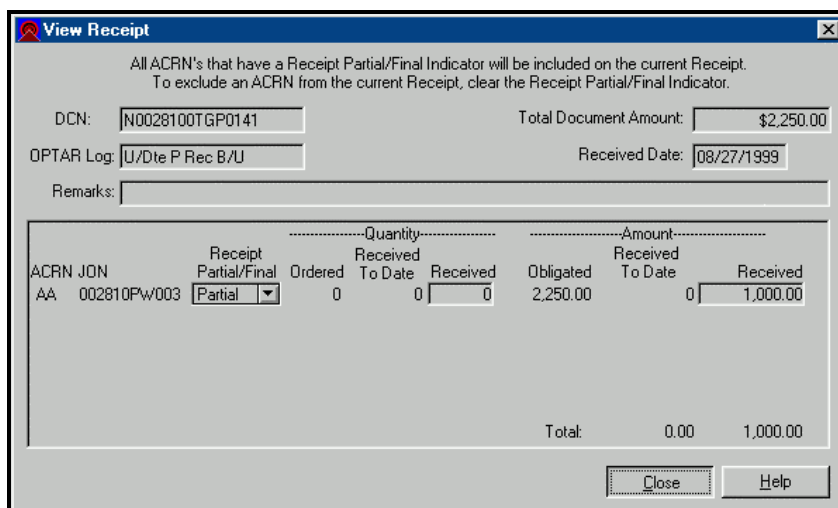 View Receipt
All ACRN's that have a Receipt Partial/Final Indicator will be included on the current Receipt.
To exclude an ACRN from the current Receipt, clear the Receipt Partial/Final Indicator.
DCN: N0028100TGP0141 Total Document Amount: $2,250.00
OPTAR Log: U/Dte P Rec B/U Received Date: 08/27/1999
Remarks:
-----------------Quantity----------------- --------------------Amount--------------------
Receipt Received Received
ACRN JON Partial/Final Ordered To Date Received Obligated To Date Received
AA 002810PW003 Partial 0 0 0 2,250.00 0 1,000.00
Total: 0.00 1,000.00
Close Help